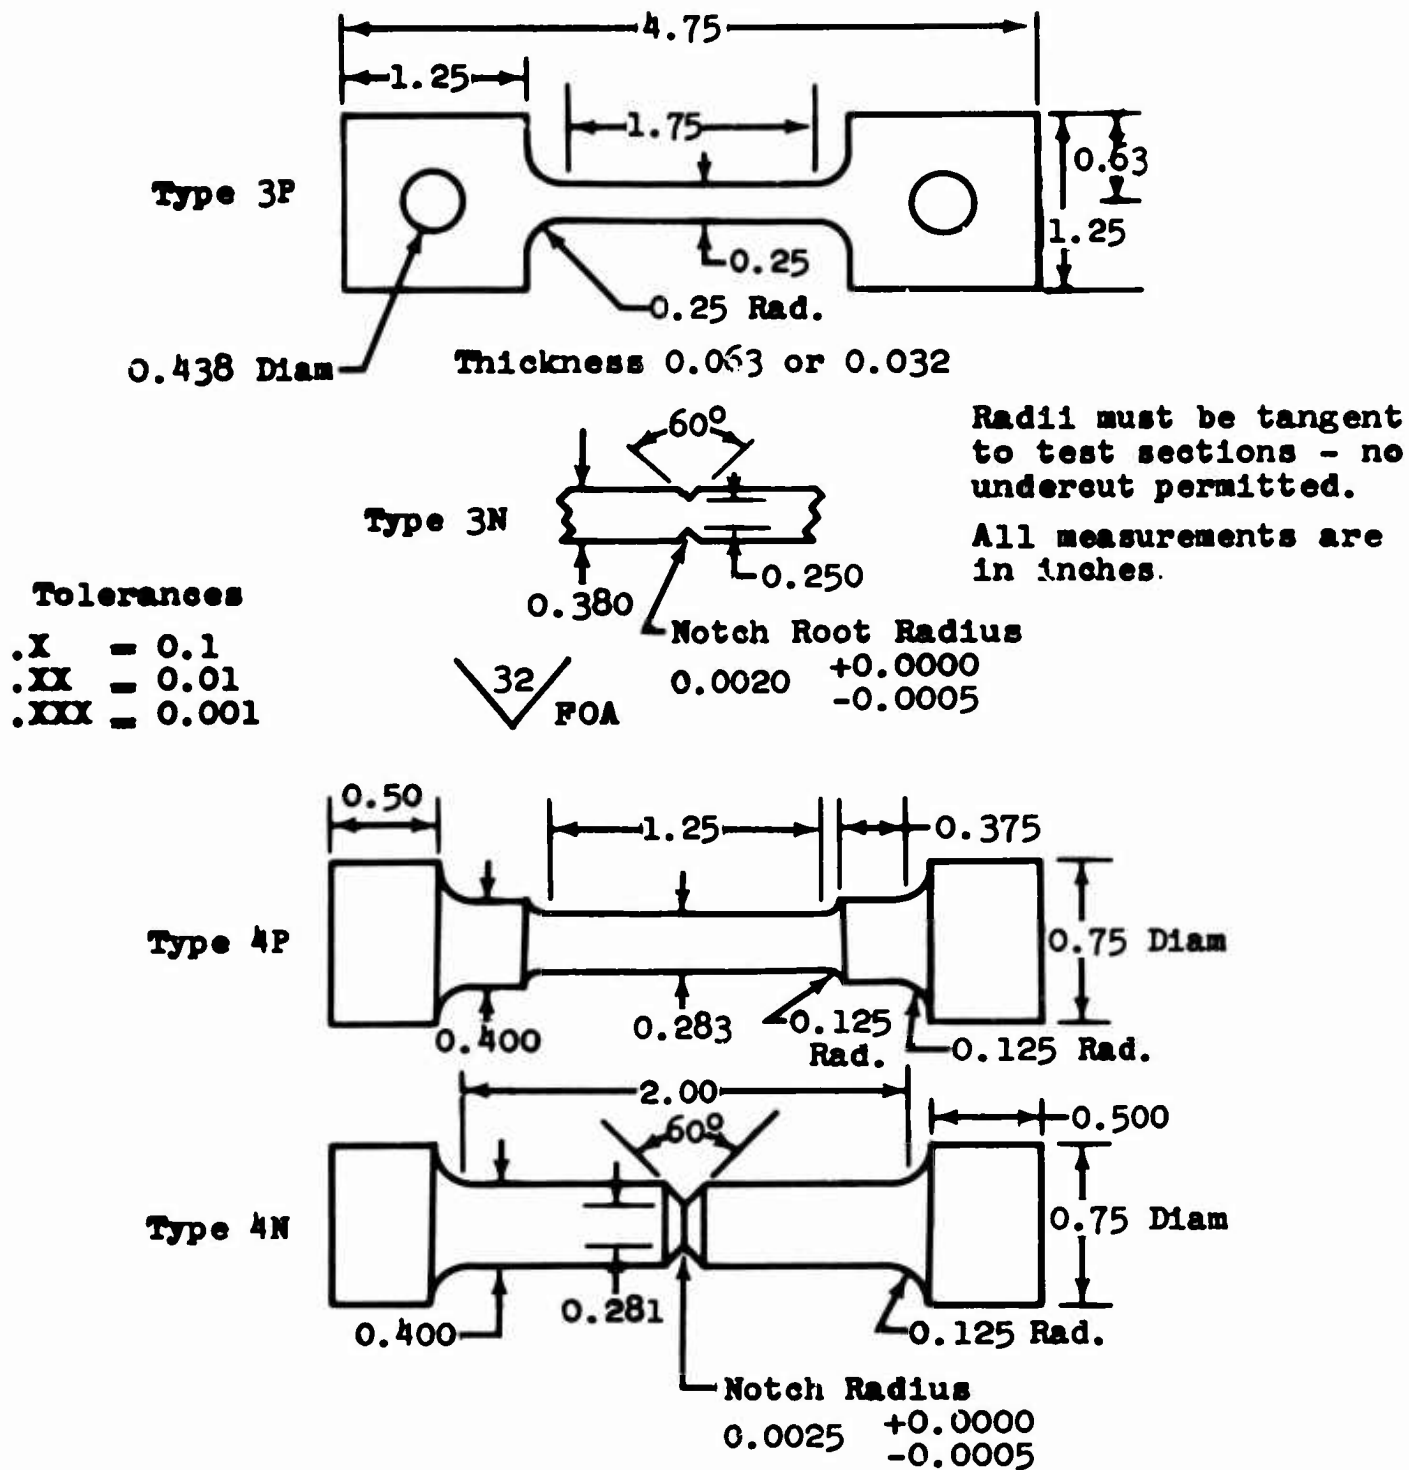 4.75
1.25
1.75
0.63
Type 3P
1.25
0.25
0.25 Rad.
0.438 Diam
Thickness 0.063 or 0.032
60°
Radii must be tangent
to test sections - no
undercut permitted.
Type 3N
All measurements are
in inches.
0.250
0.380
Tolerances
.X = 0.1
.XX = 0.01
.XXX = 0.001
Notch Root Radius
0.0020 +0.0000
-0.0005
32
FOA
0.50
1.25
0.375
Type 4P
0.75 Diam
0.400
0.283
0.125
Rad.
0.125 Rad.
2.00
60°
0.500
Type 4N
0.75 Diam
0.281
0.400
0.125 Rad.
Notch Radius
0.0025 +0.0000
-0.0005